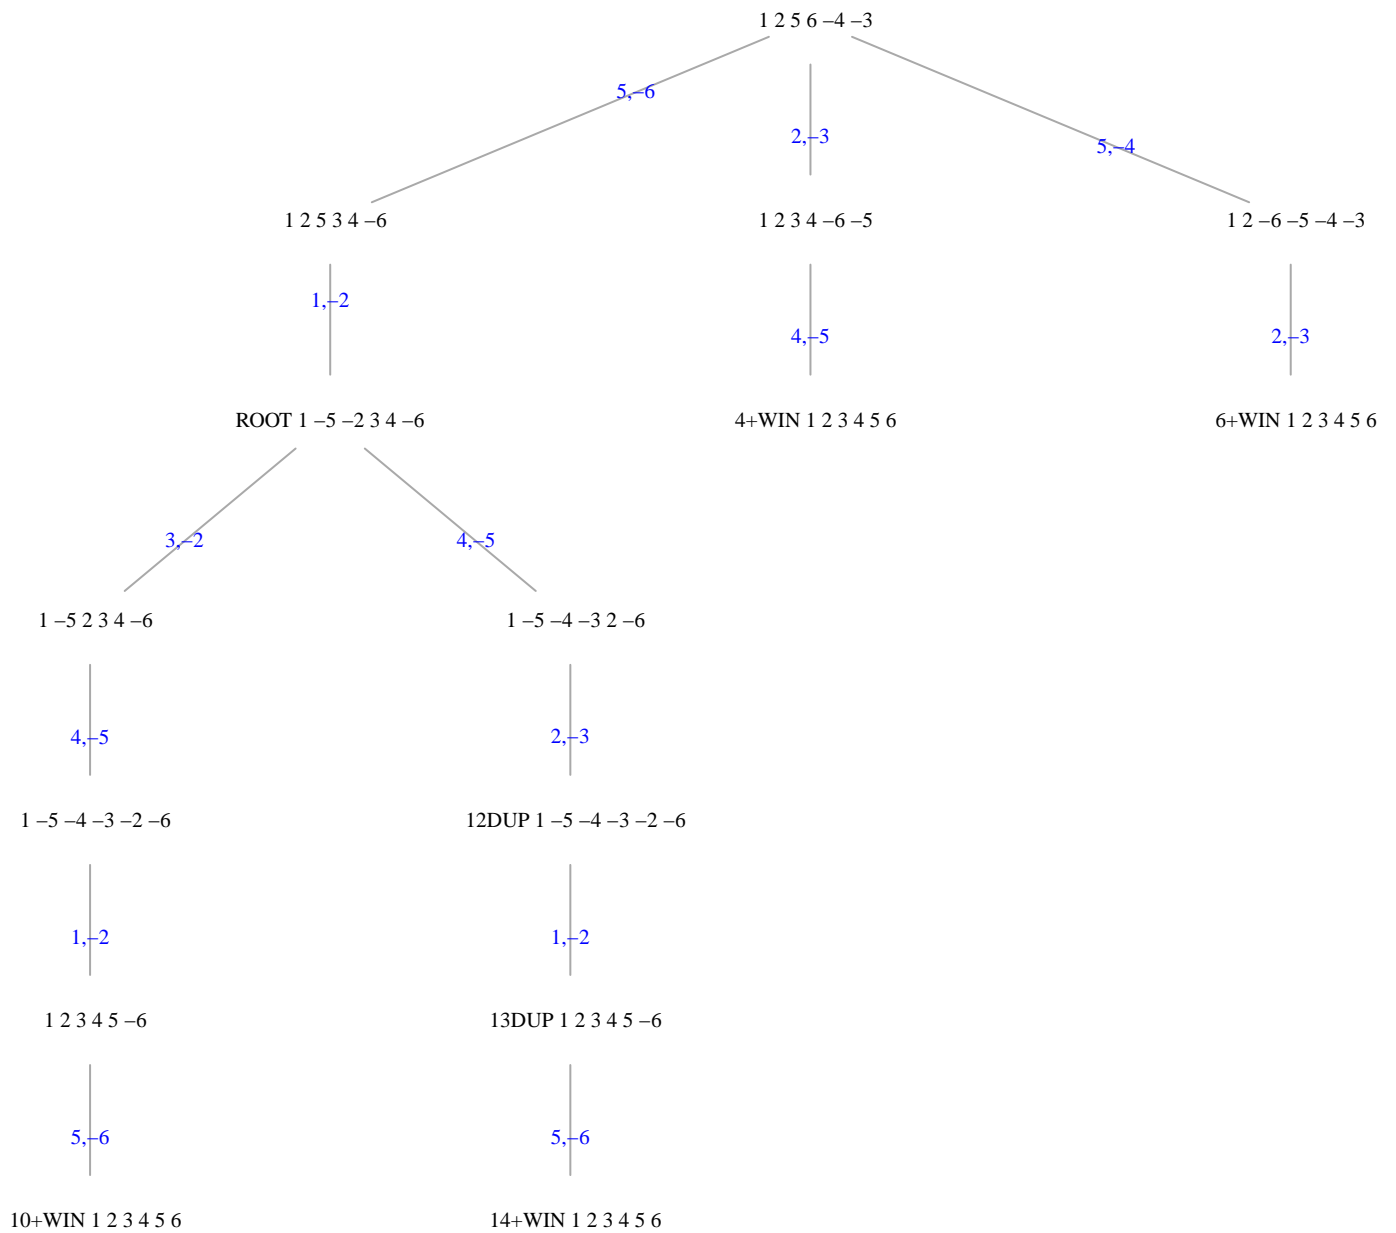 1 2 5 6 –4 –3
5,–6
2,–3
5,–4
1 2 5 3 4 –6
1 2 3 4 –6 –5
1 2 –6 –5 –4 –3
1,–2
4,–5
2,–3
ROOT 1 –5 –2 3 4 –6
4+WIN 1 2 3 4 5 6
6+WIN 1 2 3 4 5 6
3,–2
4,–5
1 –5 2 3 4 –6
1 –5 –4 –3 2 –6
4,–5
2,–3
1 –5 –4 –3 –2 –6
12DUP 1 –5 –4 –3 –2 –6
1,–2
1,–2
1 2 3 4 5 –6
13DUP 1 2 3 4 5 –6
5,–6
5,–6
10+WIN 1 2 3 4 5 6
14+WIN 1 2 3 4 5 6